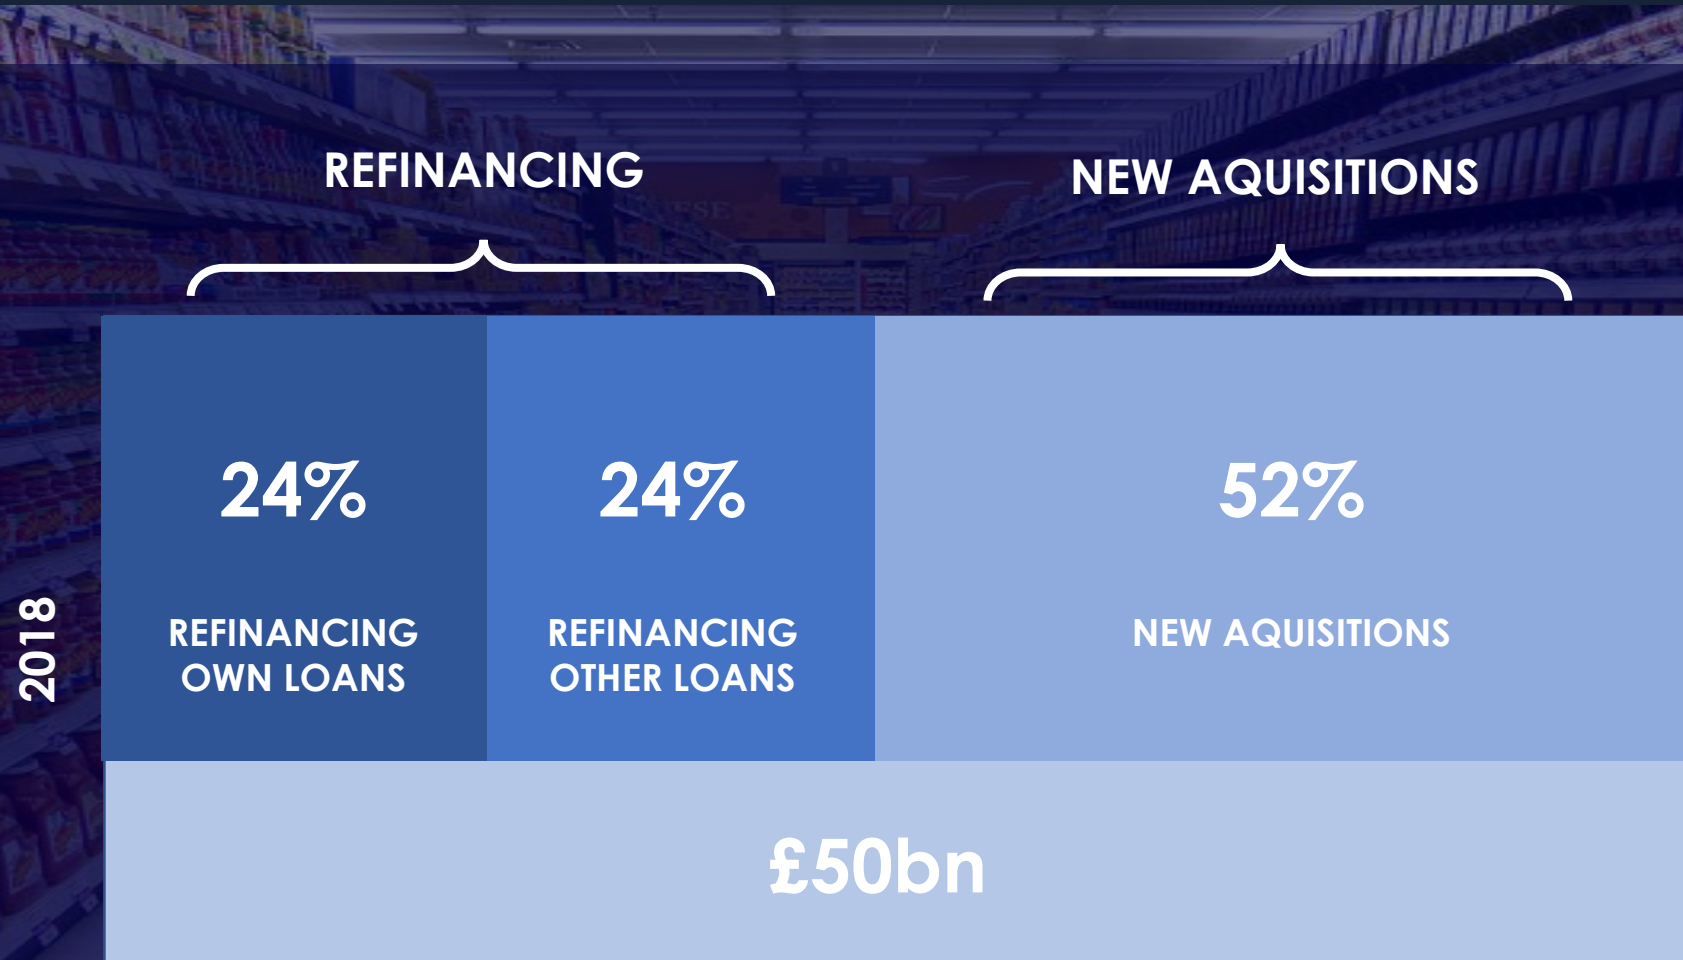 REFINANCING
NEW AQUISITIONS
2018
24%
REFINANCING
OWN LOANS
24%
REFINANCING
OTHER LOANS
52%
NEW AQUISITIONS
£50bn